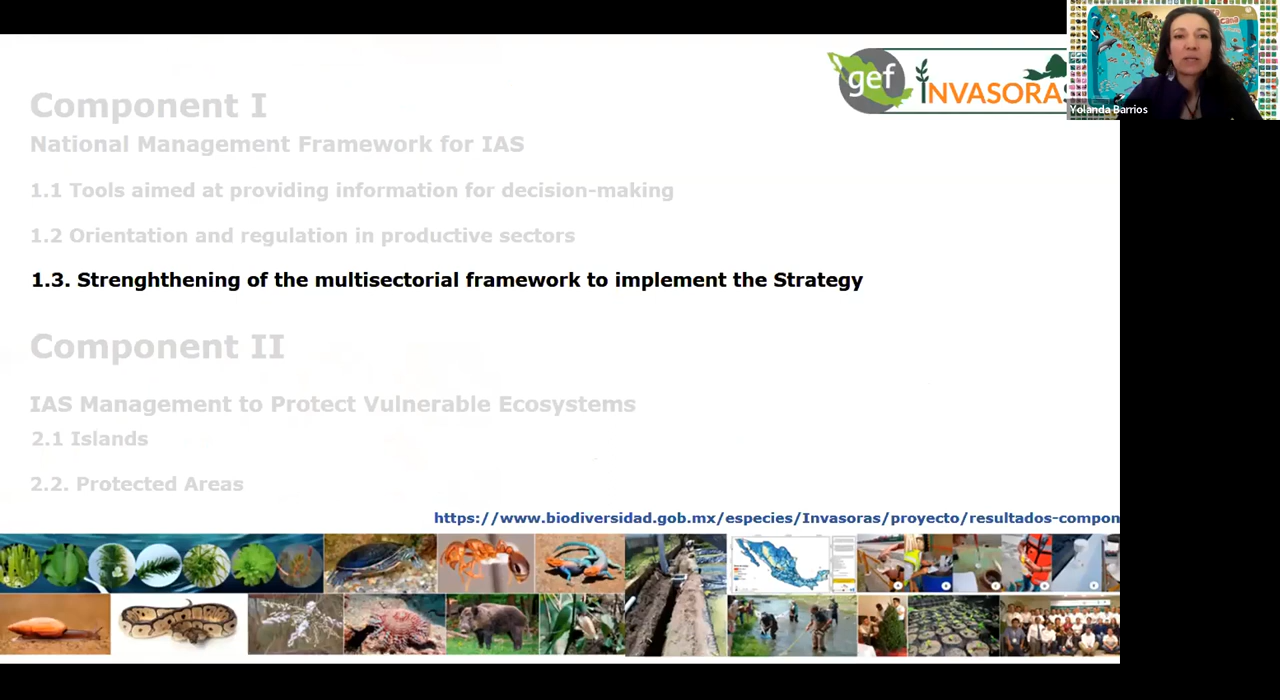 Component I
National Management Framework for IAS
1.1 Tools aimed at providing information for decision-making
1.2 Orientation and regulation in productive sectors
1.3. Strenghthening of the multisectorial framework to implement the Strategy
Component II
IAS Management to Protect Vulnerable Ecosystems
2.1 Islands
2.2. Protected Areas
https://www.biodiversidad.gob.mx/especies/Invasoras/proyecto/resultados-compon
gef
INVASORAS
Yolanda Barrios